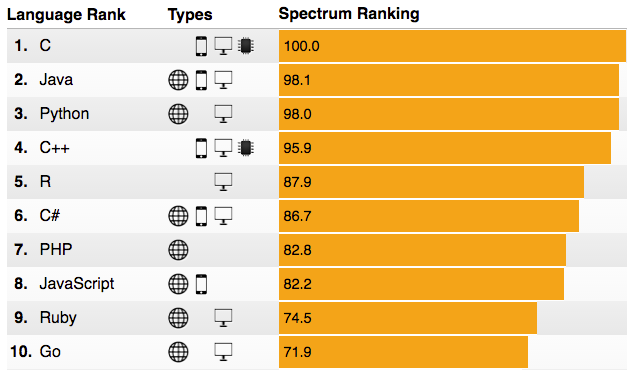 Language Rank Types Spectrum Ranking
1. C 100.0
2. Java 98.1
3. Python 98.0
4. C++ 95.9
5. R 87.9
6. C# 86.7
7. PHP 82.8
8. JavaScript 82.2
9. Ruby 74.5
10. Go 71.9